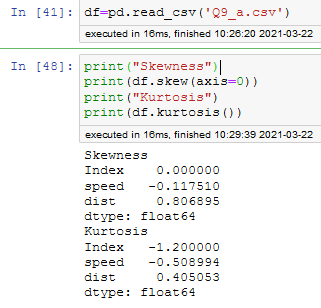 In [41]: df=pd.read_csv('Q9_a.csv')
executed in 16ms, finished 10:26:20 2021-03-22
In [48]: print("Skewness")
print(df.skew(axis=0))
print("Kurtosis")
print(df.kurtosis())
executed in 16ms, finished 10:29:39 2021-03-22
Skewness
Index    0.000000
speed   -0.117510
dist     0.806895
dtype: float64
Kurtosis
Index   -1.200000
speed   -0.508994
dist     0.405053
dtype: float64